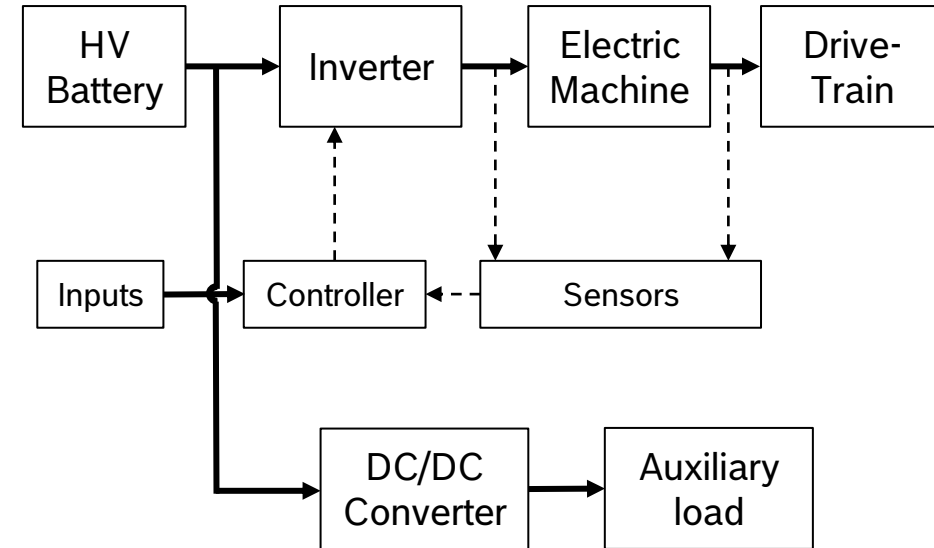 HV
Battery
Inverter
Electric
Machine
Drive-
Train
Inputs
Controller
Sensors
DC/DC
Converter
Auxiliary
load